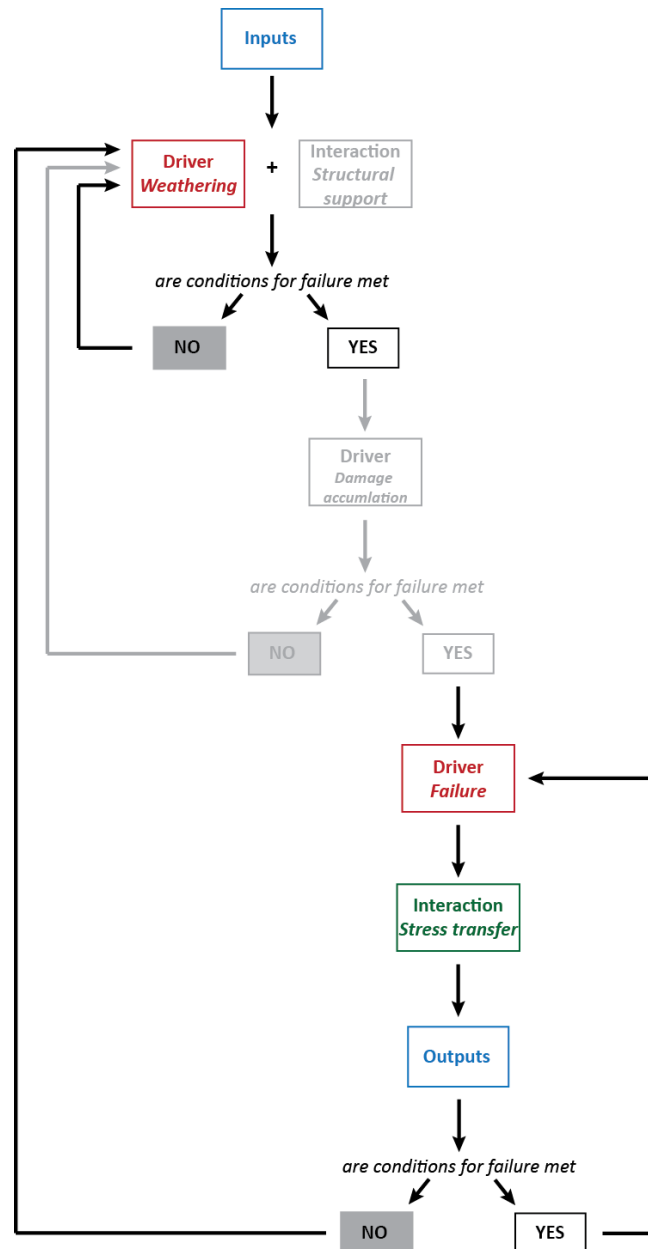 Inputs
Driver
Weathering
+
Interaction
Structural
support
are conditions for failure met
NO
YES
Driver
Damage
accumlation
are conditions for failure met
NO
YES
Driver
Failure
Interaction
Stress transfer
Outputs
are conditions for failure met
NO
YES